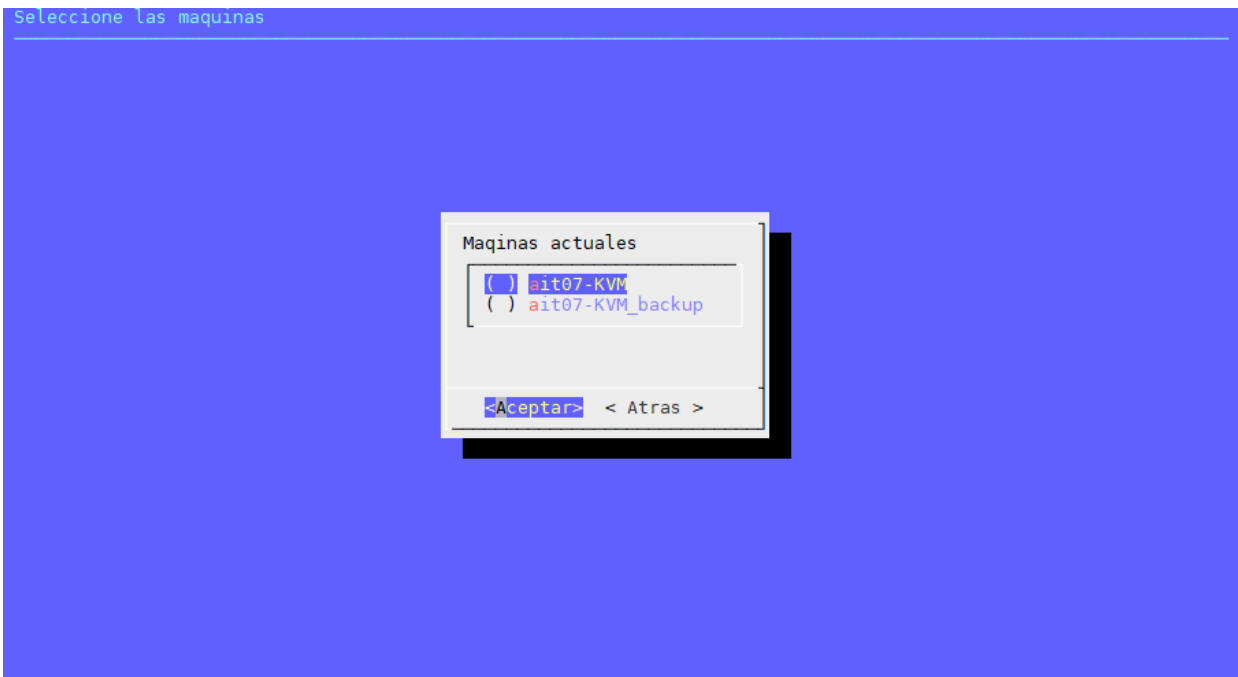 Seleccione las maquinas
Maqinas actuales
( ) ait07-KVM
( ) ait07-KVM_backup
<Aceptar> < Atras >